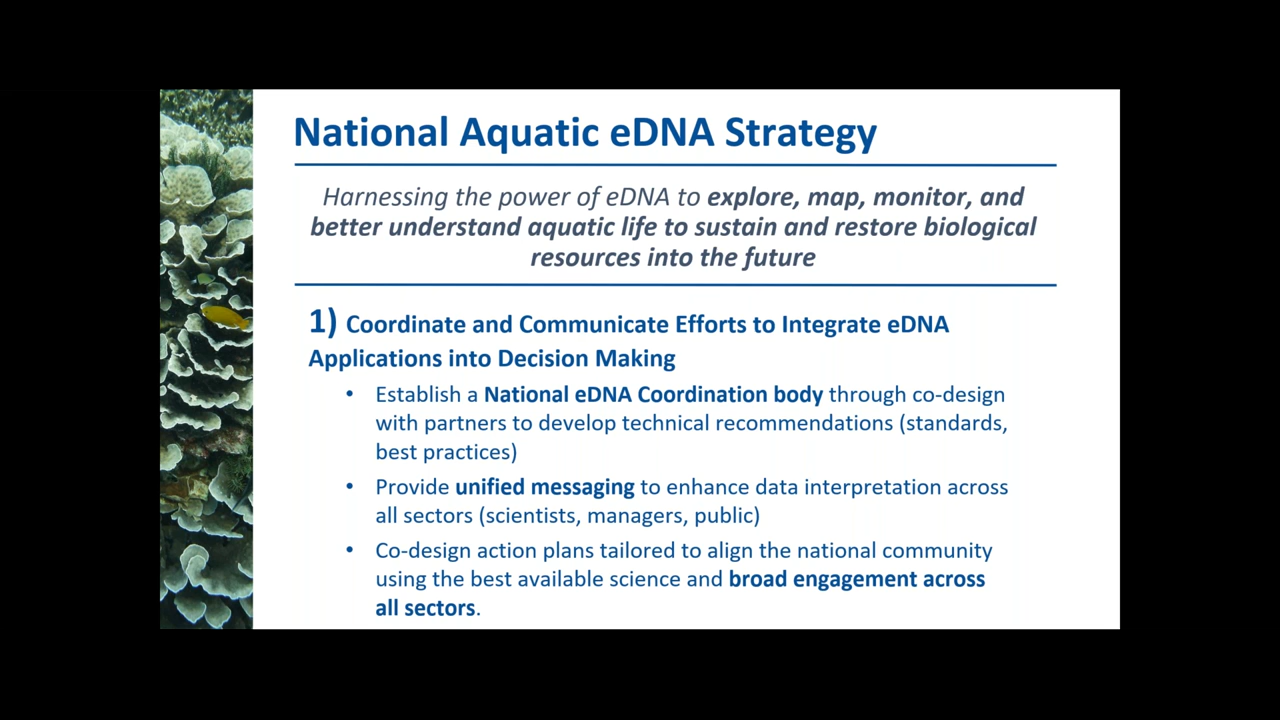 National Aquatic eDNA Strategy
Harnessing the power of eDNA to explore, map, monitor, and
better understand aquatic life to sustain and restore biological
resources into the future
1) Coordinate and Communicate Efforts to Integrate eDNA
Applications into Decision Making
• Establish a National eDNA Coordination body through co-design
with partners to develop technical recommendations (standards,
best practices)
• Provide unified messaging to enhance data interpretation across
all sectors (scientists, managers, public)
• Co-design action plans tailored to align the national community
using the best available science and broad engagement across
all sectors.